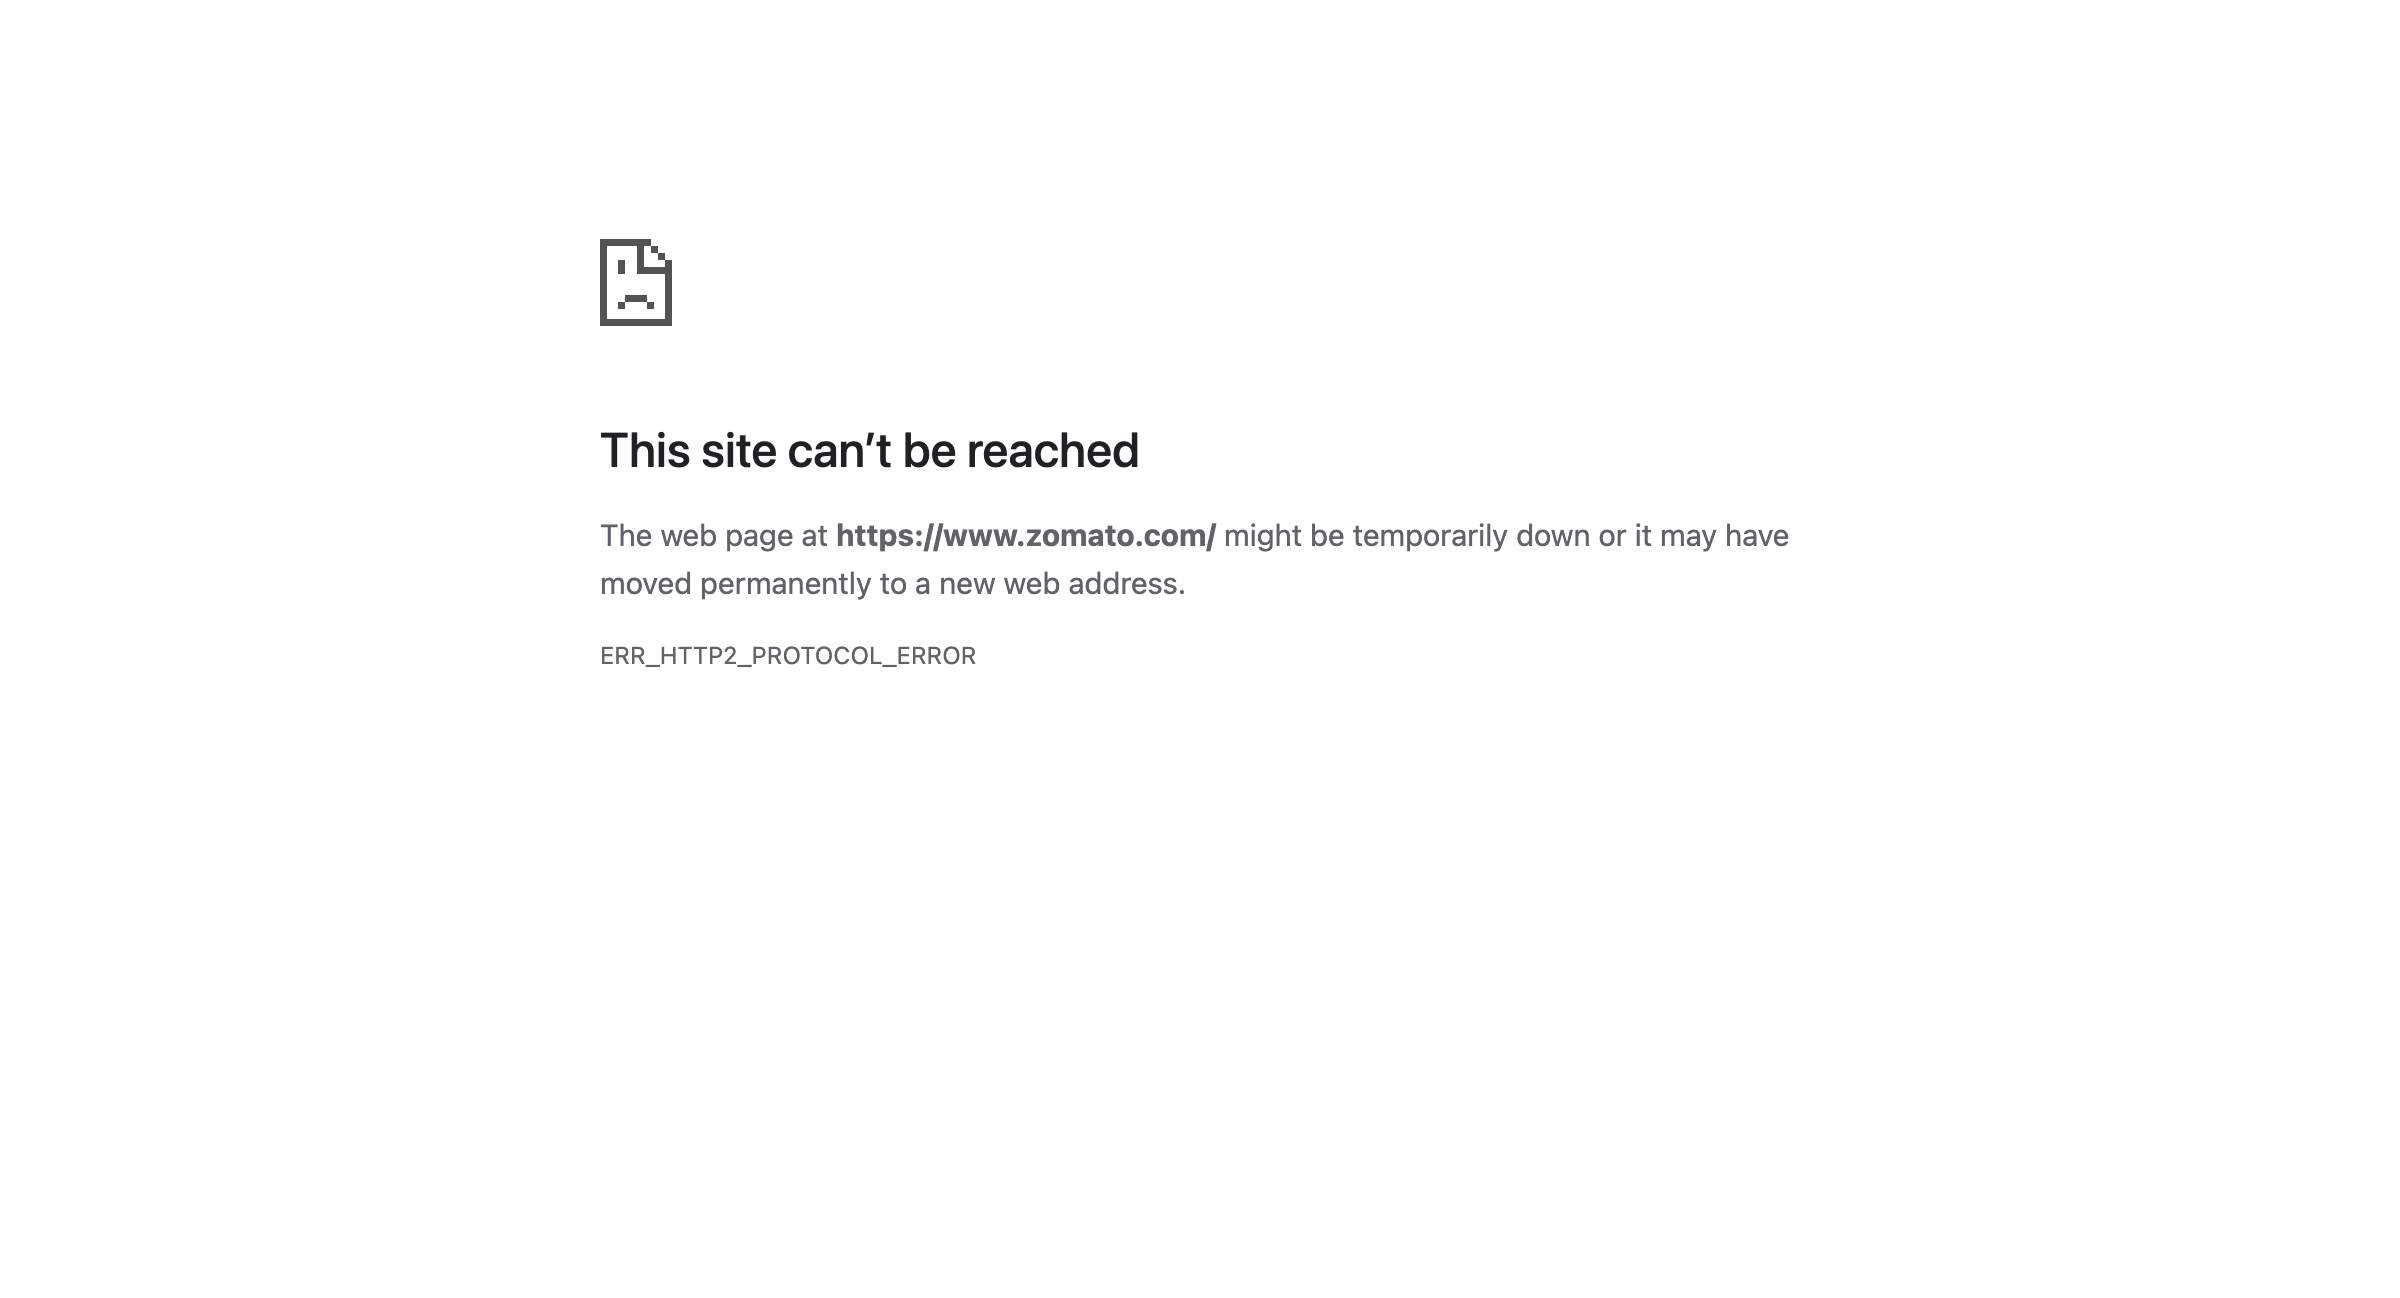 This site can’t be reached
The web page at https://www.zomato.com/ might be temporarily down or it may have
moved permanently to a new web address.
ERR_HTTP2_PROTOCOL_ERROR